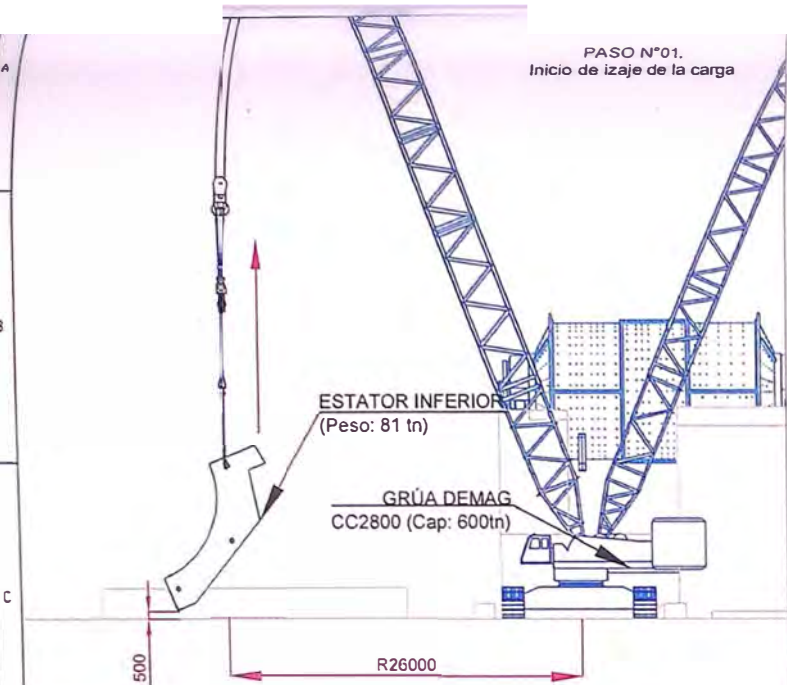 PASO N°01.
Inicio de izaje de la carga
A
B
ESTATOR INFERIOR
(Peso: 81 tn)
GRÚA DEMAG
CC2800 (Cap: 600tn)
C
500
R26000